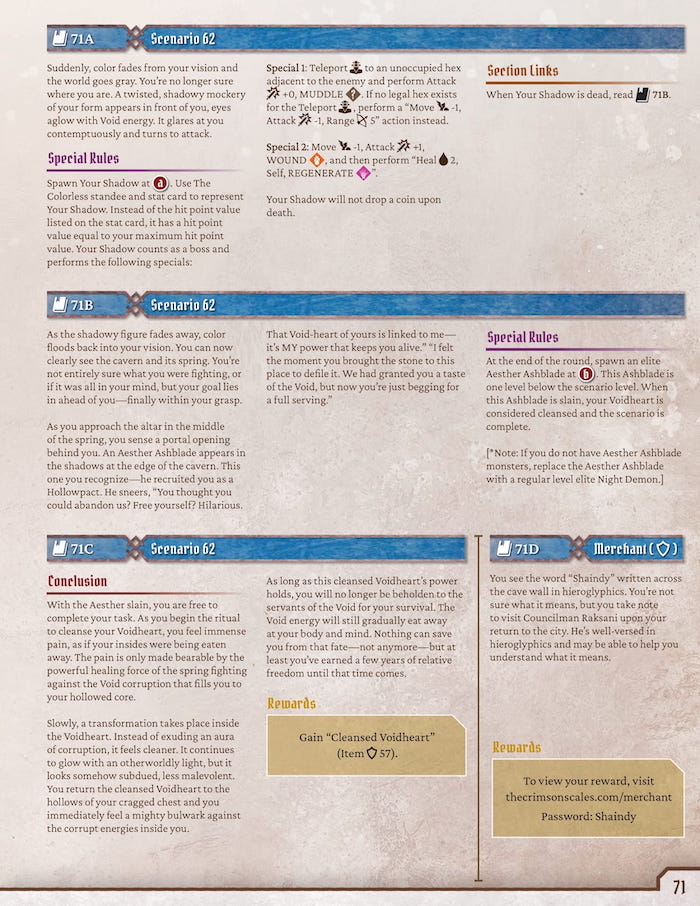 71A
Scenario 62
Suddenly, color fades from your vision and
the world goes gray. You're no longer sure
where you are. A twisted, shadowy mockery
of your form appears in front of you, eyes
aglow with Void energy. It glares at you
contemptuously and turns to attack.
Special Rules
Spawn Your Shadow at a. Use The
Colorless standee and stat card to represent
Your Shadow. Instead of the hit point value
listed on the stat card, it has a hit point
value equal to your maximum hit point
value. Your Shadow counts as a boss and
performs the following specials:
Special 1: Teleport to an unoccupied hex
adjacent to the enemy and perform Attack
+0, MUDDLE ?. If no legal hex exists
for the Teleport, perform a “Move -1,
Attack -1, Range 5” action instead.
Special 2: Move -1, Attack +1,
WOUND, and then perform “Heal 2,
Self, REGENERATE”.
Your Shadow will not drop a coin upon
death.
Section Links
When Your Shadow is dead, read 71B.
71B
Scenario 62
As the shadowy figure fades away, color
floods back into your vision. You can now
clearly see the cavern and its spring. You're
not entirely sure what you were fighting, or
if it was all in your mind, but your goal lies
in ahead of you—finally within your grasp.
As you approach the altar in the middle
of the spring, you sense a portal opening
behind you. An Aesther Ashblade appears in
the shadows at the edge of the cavern. This
one you recognize—he recruited you as a
Hollowpact. He sneers, “You thought you
could abandon us? Free yourself? Hilarious.
That Void-heart of yours is linked to me—
it's MY power that keeps you alive.” “I felt
the moment you brought the stone to this
place to defile it. We had granted you a taste
of the Void, but now you're just begging for
a full serving.”
Special Rules
At the end of the round, spawn an elite
Aesther Ashblade at b. This Ashblade is
one level below the scenario level. When
this Ashblade is slain, your Voidheart is
considered cleansed and the scenario is
complete.
[*Note: If you do not have Aesther Ashblade
monsters, replace the Aesther Ashblade
with a regular level elite Night Demon.]
71C
Scenario 62
Conclusion
With the Aesther slain, you are free to
complete your task. As you begin the ritual
to cleanse your Voidheart, you feel immense
pain, as if your insides were being eaten
away. The pain is only made bearable by the
powerful healing force of the spring fighting
against the Void corruption that fills you to
your hollowed core.
Slowly, a transformation takes place inside
the Voidheart. Instead of exuding an aura
of corruption, it feels cleaner. It continues
to glow with an otherworldly light, but it
looks somehow subdued, less malevolent.
You return the cleansed Voidheart to the
hollows of your cragged chest and you
immediately feel a mighty bulwark against
the corrupt energies inside you.
As long as this cleansed Voidheart's power
holds, you will no longer be beholden to the
servants of the Void for your survival. The
Void energy will still gradually eat away
at your body and mind. Nothing can save
you from that fate—not anymore—but at
least you've earned a few years of relative
freedom until that time comes.
Rewards
Gain “Cleansed Voidheart”
(Item 57).
71D
Merchant ( )
You see the word “Shaindy” written across
the cave wall in hieroglyphics. You're not
sure what it means, but you take note
to visit Councilman Raksani upon your
return to the city. He's well-versed in
hieroglyphics and may be able to help you
understand what it means.
Rewards
To view your reward, visit
thecrimsonscales.com/merchant
Password: Shaindy
71